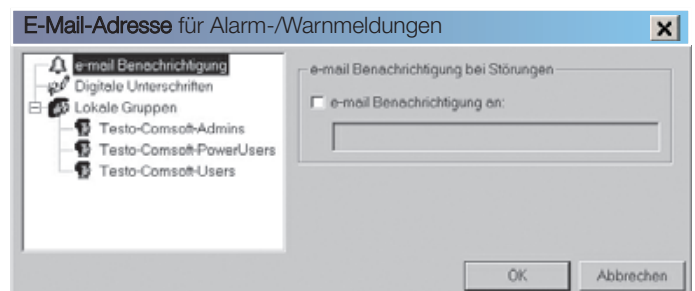 E-Mail-Adresse für Alarm-/Warnmeldungen
e-mail Benachrichtigung
Digitale Unterschriften
Lokale Gruppen
Testo-Comsoft-Admins
Testo-Comsoft-PowerUsers
Testo-Comsoft-Users
e-mail Benachrichtigung bei Störungen
e-mail Benachrichtigung an:
OK
Abbrechen